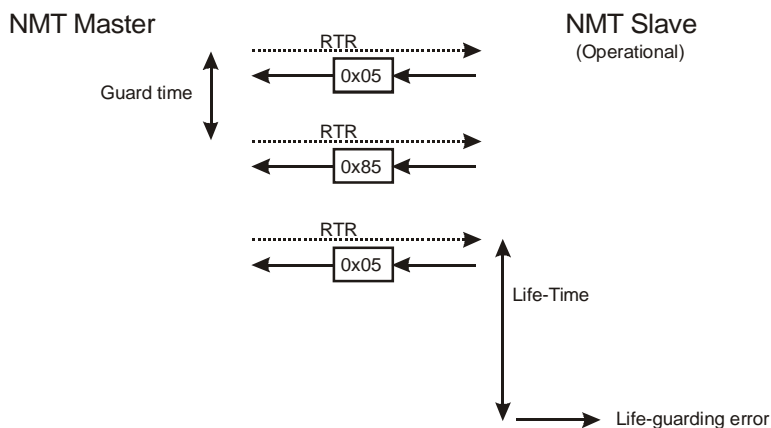 NMT Master
NMT Slave
(Operational)
RTR
0x05
Guard time
RTR
0x85
RTR
0x05
Life-Time
Life-guarding error